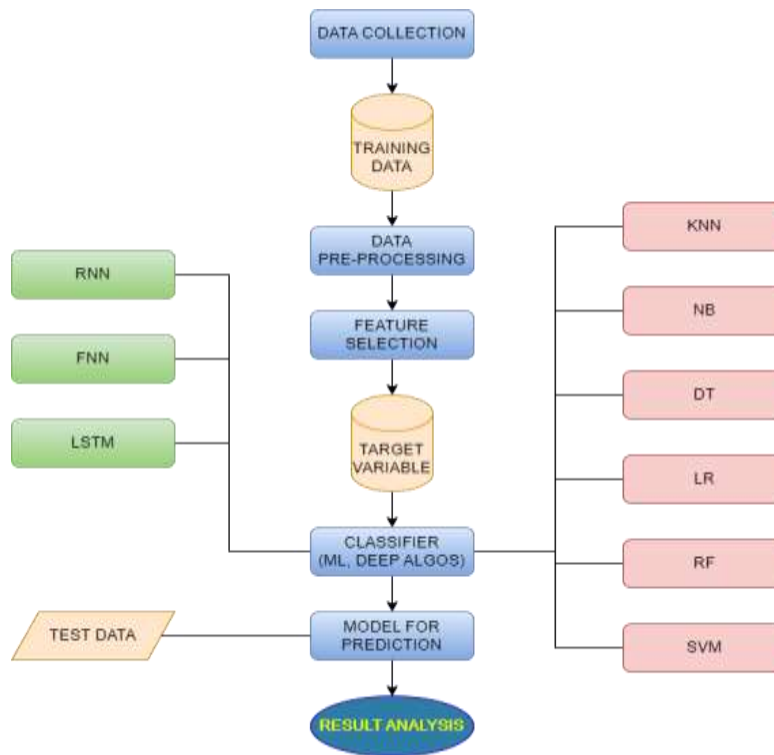 DATA COLLECTION
TRAINING
DATA
DATA
PRE-PROCESSING
FEATURE
SELECTION
TARGET
VARIABLE
CLASSIFIER
(ML, DEEP ALGOS)
MODEL FOR
PREDICTION
RESULT ANALYSIS
RNN
FNN
LSTM
TEST DATA
KNN
NB
DT
LR
RF
SVM